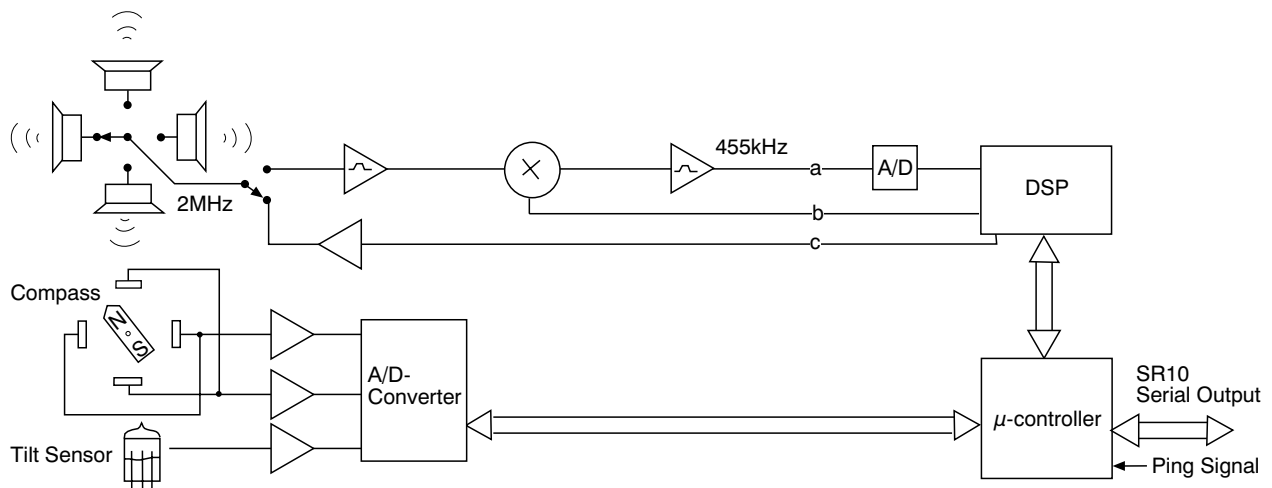 2MHz
455kHz
a
A/D
DSP
b
c
Compass
N
S
A/D-
Converter
SR10
Serial Output
µ-controller
Tilt Sensor
Ping Signal